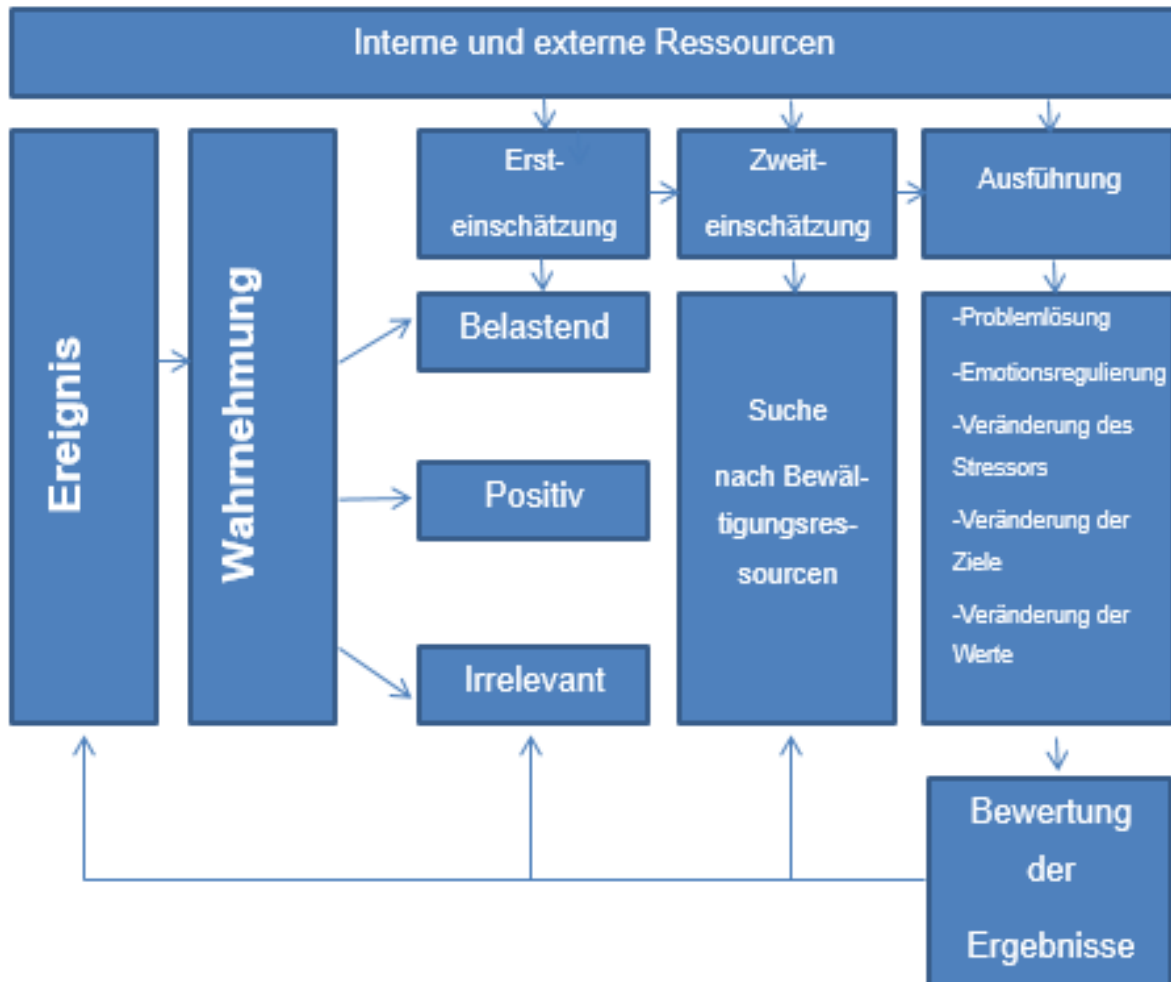 Interne und externe Ressourcen
Ereignis
Wahrnehmung
Erst-
einschätzung
Belastend
Positiv
Irrelevant
Zweit-
einschätzung
Suche
nach Bewäl-
tigungsres-
sourcen
Ausführung
-Problemlösung
-Emotionsregulierung
-Veränderung des
Stressors
-Veränderung der
Ziele
-Veränderung der
Werte
Bewertung
der
Ergebnisse